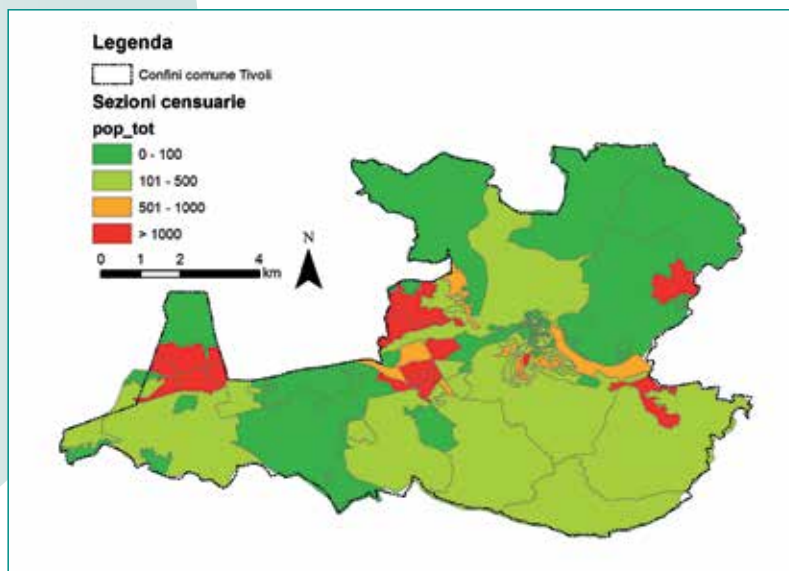 Legenda
Confini comune Tivoli
Sezioni censuarie
pop_tot
0 - 100
101 - 500
501 - 1000
> 1000
0 1 2 4
km
N